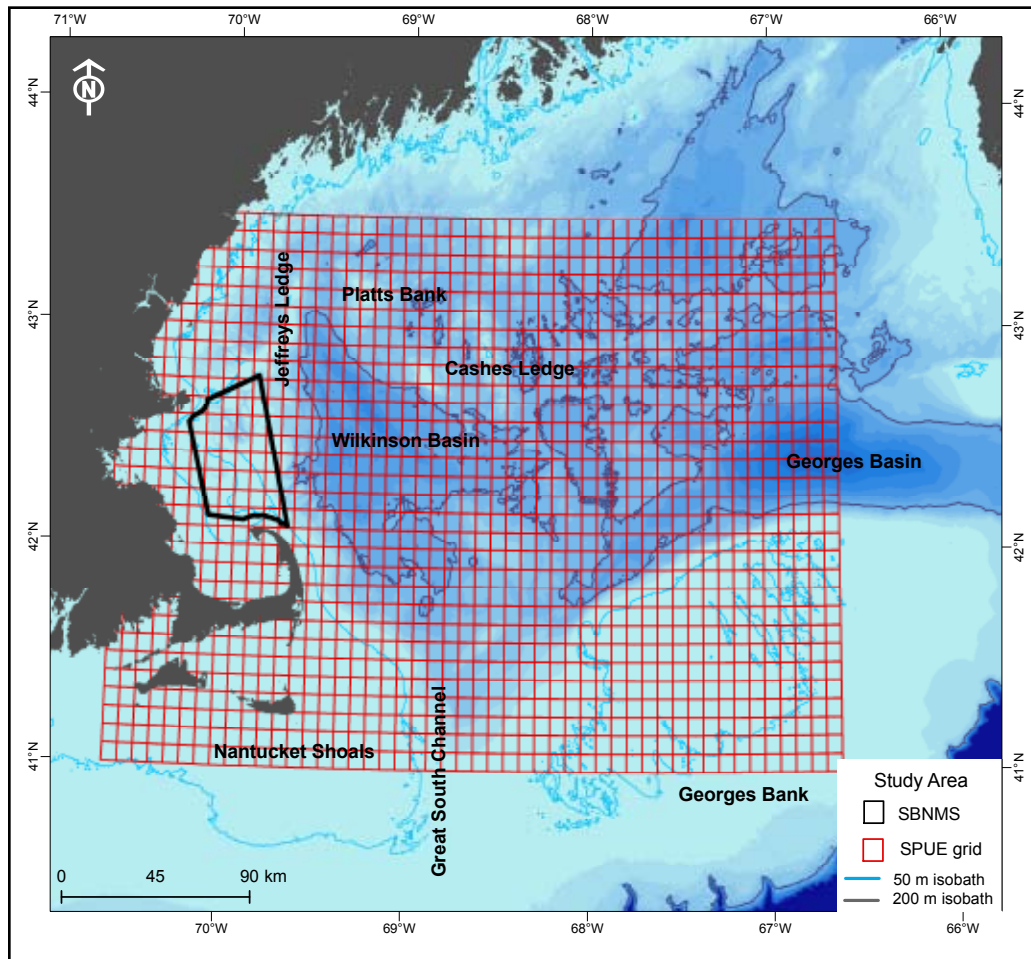 71°W 70°W 69°W 68°W 67°W 66°W
N
44°N 44°N
Jeffreys Ledge
Platts Bank
43°N 43°N
Cashes Ledge
Wilkinson Basin
Georges Basin
42°N 42°N
Great South Channel
Nantucket Shoals
41°N 41°N
Georges Bank
Study Area
SBNMS
SPUE grid
50 m isobath
200 m isobath
0 45 90 km
70°W 69°W 68°W 67°W 66°W